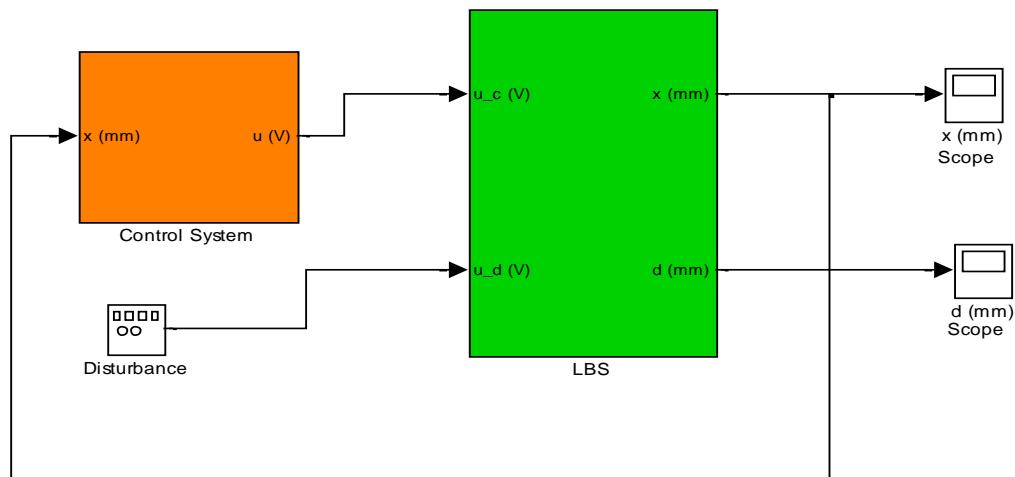 u_c (V)
x (mm)
x (mm)
u (V)
x (mm)
Scope
Control System
u_d (V)
d (mm)
d (mm)
Scope
Disturbance
LBS